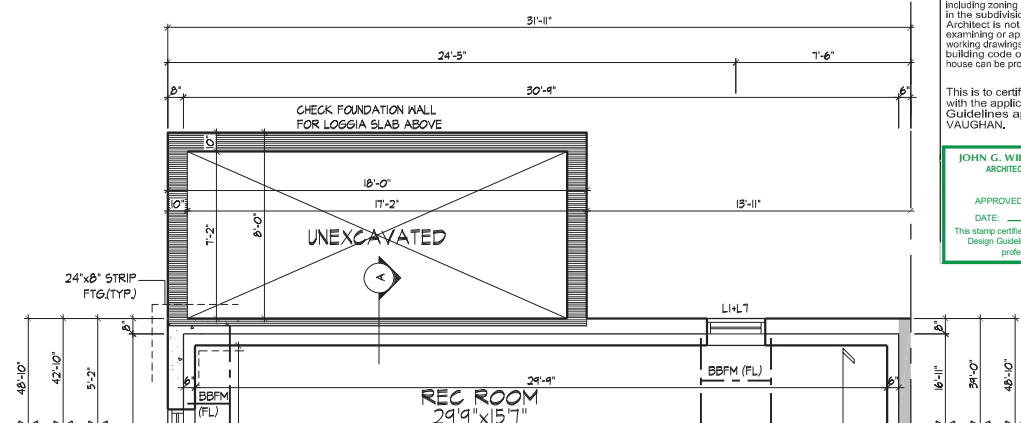 31'-11"
including zoning
in the subdivision
Architect is not
examining or ap
working drawings
building code o
house can be pro
24'-5"
7'-6"
8"
30'-9"
6"
This is to certif
with the applic
Guidelines ap
VAUGHAN.
CHECK FOUNDATION WALL
FOR LOGGIA SLAB ABOVE
10"
JOHN G. WIL
ARCHITEC
18'-0"
10"
17'-2"
13'-11"
APPROVED
DATE:
This stamp certifie
Design Guideli
profe
7'-2"
8'-0"
UNEXCAVATED
A
24"x8" STRIP
FTG.(TYP.)
L1+L7
8"
8"
48'-10"
42'-10"
5'-2"
16'-11"
39'-0"
48'-10"
BBFM (FL)
6"
29'-9"
6"
BBFM
(FL)
REC ROOM
29'9"x15'7"